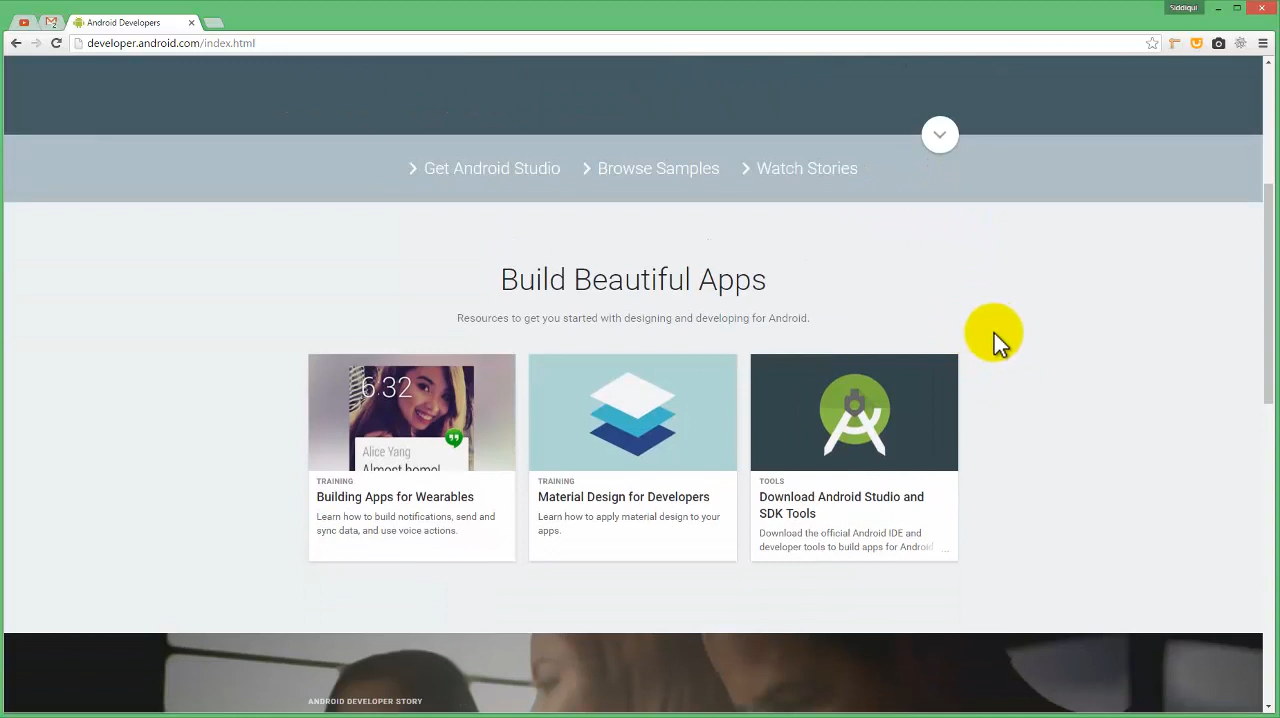 Siddiqui
Android Developers
developer.android.com/index.html
Get Android Studio
Browse Samples
Watch Stories
Build Beautiful Apps
Resources to get you started with designing and developing for Android.
6:32
Alice Yang
Almost home!
TRAINING
Building Apps for Wearables
Learn how to build notifications, send and
sync data, and use voice actions.
TRAINING
Material Design for Developers
Learn how to apply material design to your
apps.
TOOLS
Download Android Studio and
SDK Tools
Download the official Android IDE and
developer tools to build apps for Android
...
ANDROID DEVELOPER STORY